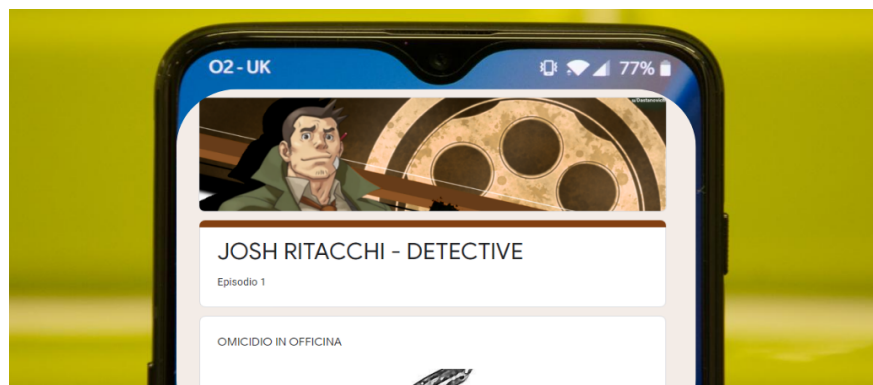 O2 - UK
77%
JOSH RITACCHI - DETECTIVE
Episodio 1
OMICIDIO IN OFFICINA